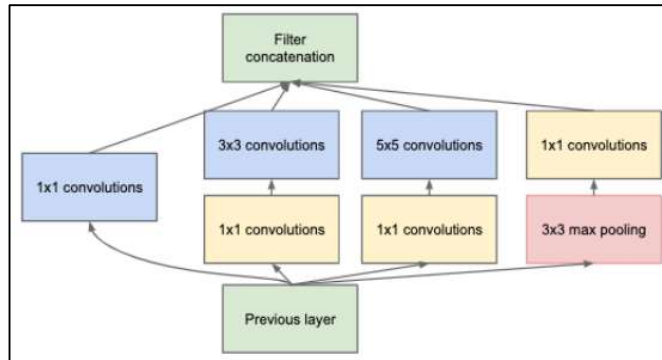 Filter
concatenation
3x3 convolutions
5x5 convolutions
1x1 convolutions
1x1 convolutions
1x1 convolutions
1x1 convolutions
3x3 max pooling
Previous layer